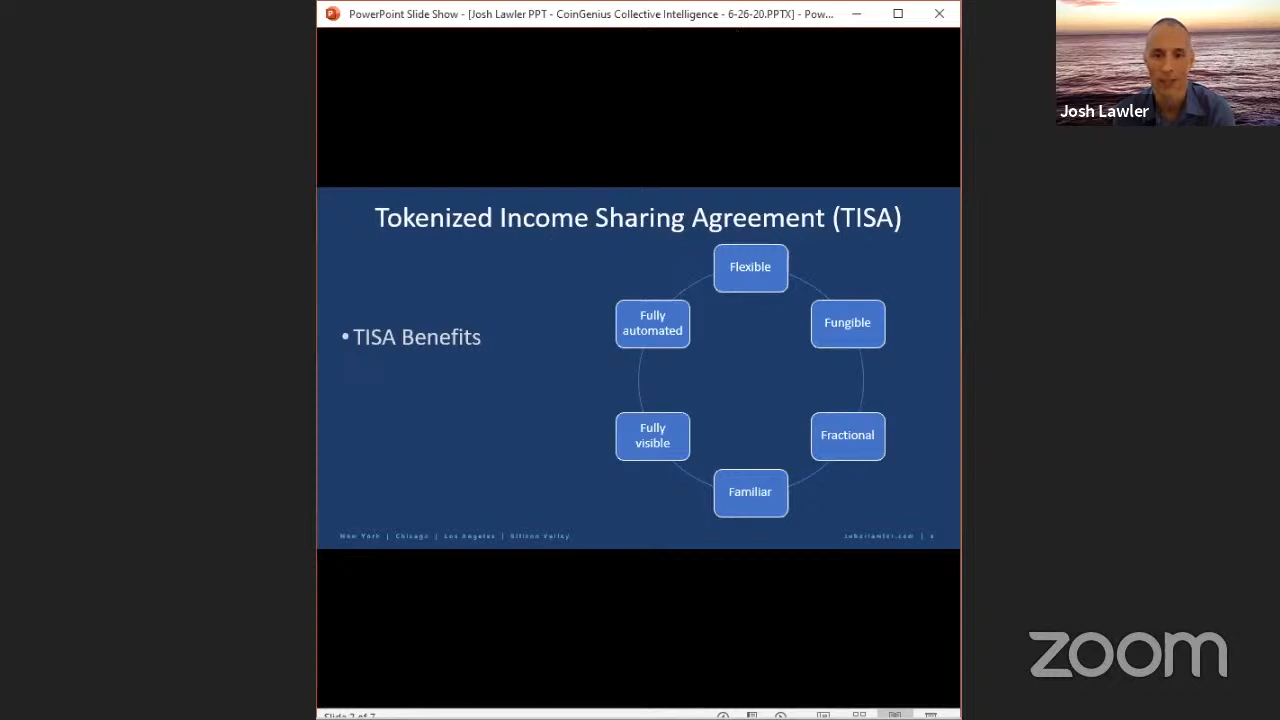 PowerPoint Slide Show - [Josh Lawler PPT - CoinGenius Collective Intelligence - 6-26-20.PPTX] - Pow...
Josh Lawler
Tokenized Income Sharing Agreement (TISA)
• TISA Benefits
Flexible
Fungible
Fractional
Familiar
Fully
visible
Fully
automated
New York | Chicago | Los Angeles | Silicon Valley
zoom